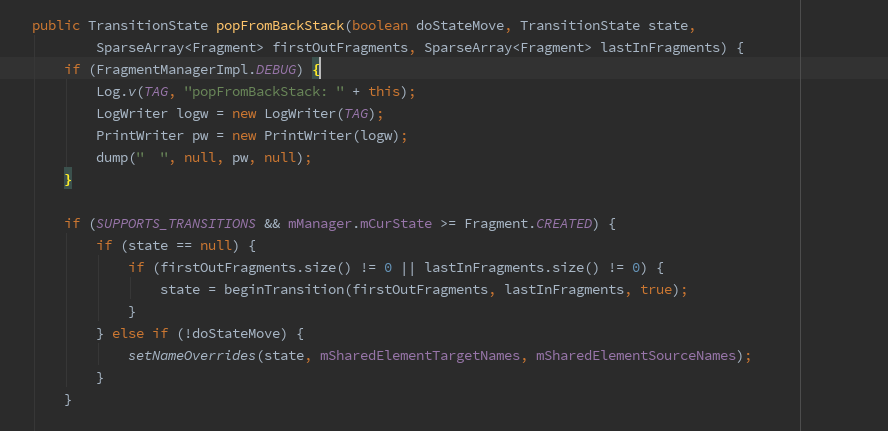 public TransitionState popFromBackStack(boolean doStateMove, TransitionState state,
        SparseArray<Fragment> firstOutFragments, SparseArray<Fragment> lastInFragments) {
    if (FragmentManagerImpl.DEBUG) {
        Log.v(TAG, "popFromBackStack: " + this);
        LogWriter logw = new LogWriter(TAG);
        PrintWriter pw = new PrintWriter(logw);
        dump("  ", null, pw, null);
    }
    if (SUPPORTS_TRANSITIONS && mManager.mCurState >= Fragment.CREATED) {
        if (state == null) {
            if (firstOutFragments.size() != 0 || lastInFragments.size() != 0) {
                state = beginTransition(firstOutFragments, lastInFragments, true);
            }
        } else if (!doStateMove) {
            setNameOverrides(state, mSharedElementTargetNames, mSharedElementSourceNames);
        }
    }